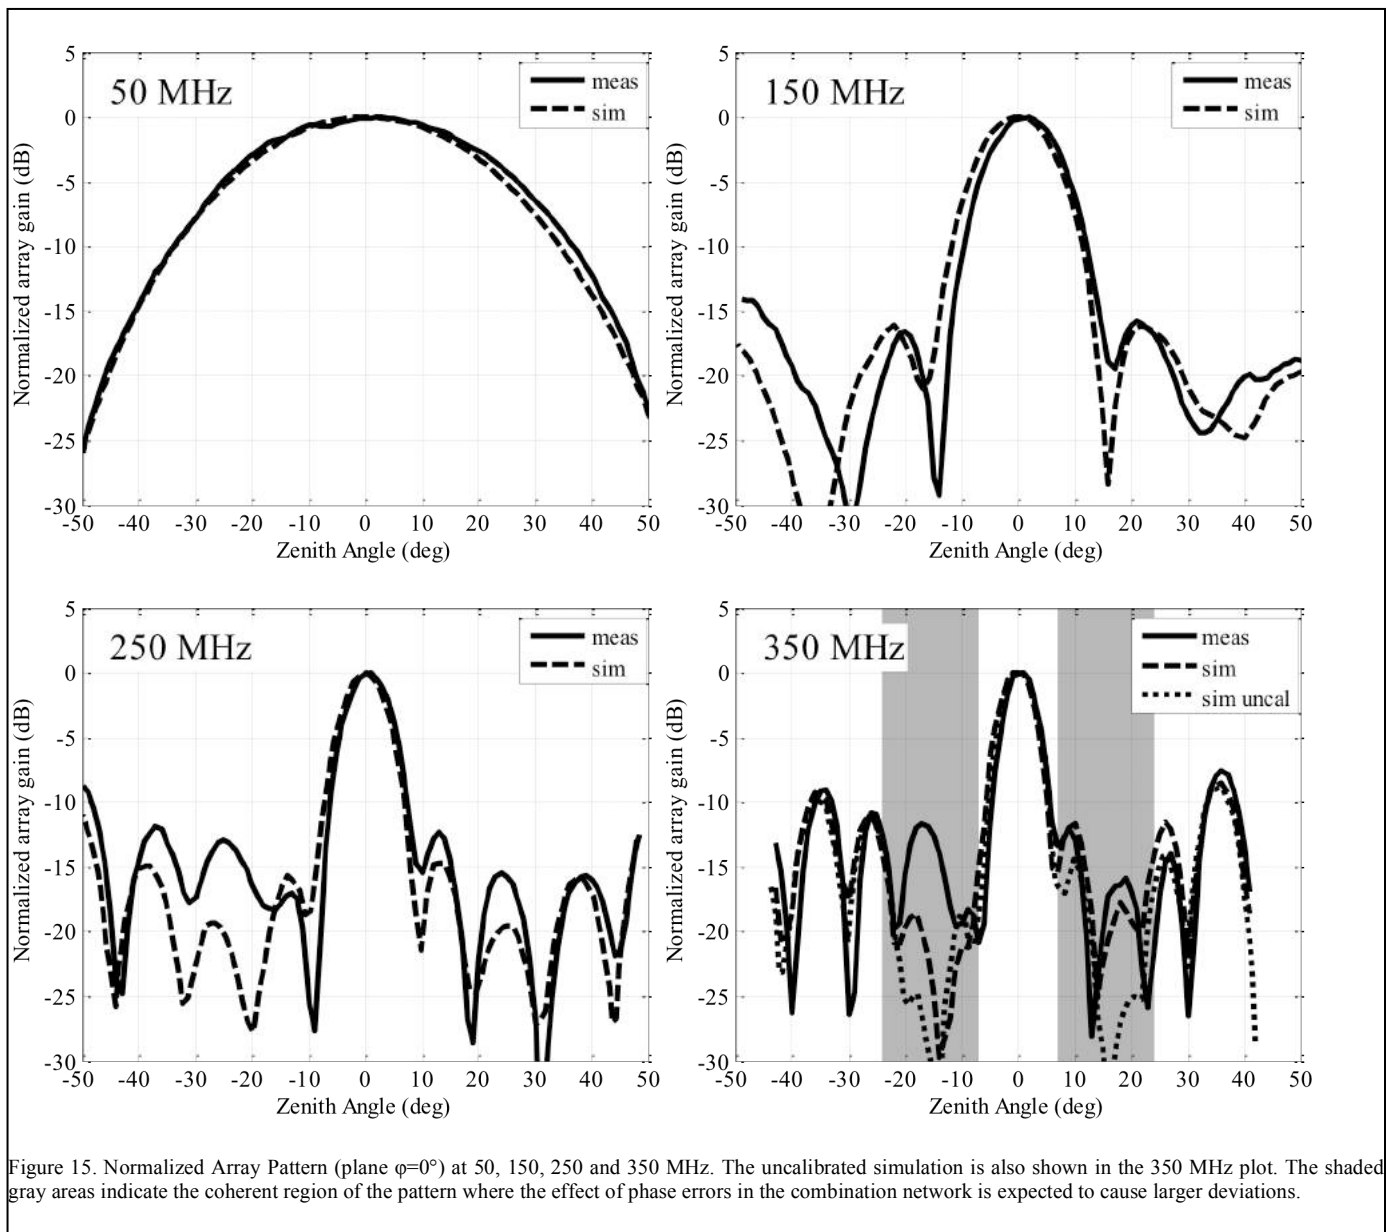 5
0
-5
-10
-15
-20
-25
-30
-50 -40 -30 -20 -10 0 10 20 30 40 50
Normalized array gain (dB)
Zenith Angle (deg)
50 MHz
meas
sim
5
0
-5
-10
-15
-20
-25
-30
-50 -40 -30 -20 -10 0 10 20 30 40 50
Normalized array gain (dB)
Zenith Angle (deg)
150 MHz
meas
sim
5
0
-5
-10
-15
-20
-25
-30
-50 -40 -30 -20 -10 0 10 20 30 40 50
Normalized array gain (dB)
Zenith Angle (deg)
250 MHz
meas
sim
5
0
-5
-10
-15
-20
-25
-30
-50 -40 -30 -20 -10 0 10 20 30 40 50
Normalized array gain (dB)
Zenith Angle (deg)
350 MHz
meas
sim
sim uncal
Figure 15. Normalized Array Pattern (plane φ=0°) at 50, 150, 250 and 350 MHz. The uncalibrated simulation is also shown in the 350 MHz plot. The shaded
gray areas indicate the coherent region of the pattern where the effect of phase errors in the combination network is expected to cause larger deviations.